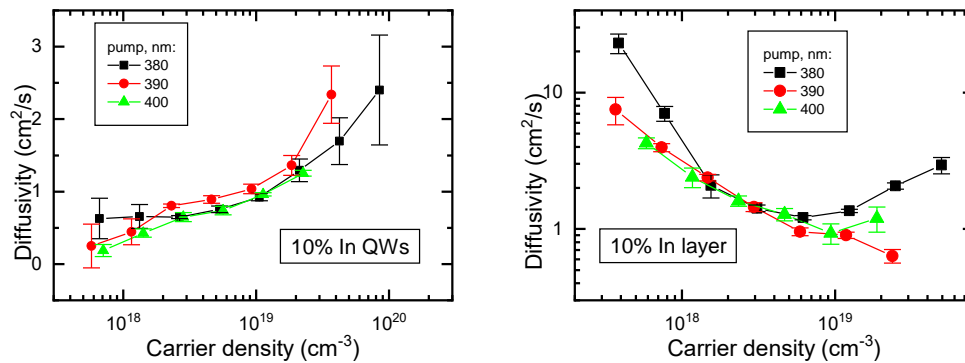 3
2
1
0
Diffusivity (cm²/s)
pump, nm:
380
390
400
10% In QWs
10¹⁸ 10¹⁹ 10²⁰
Carrier density (cm⁻³)
10
1
Diffusivity (cm²/s)
pump, nm:
380
390
400
10% In layer
10¹⁸ 10¹⁹
Carrier density (cm⁻³)